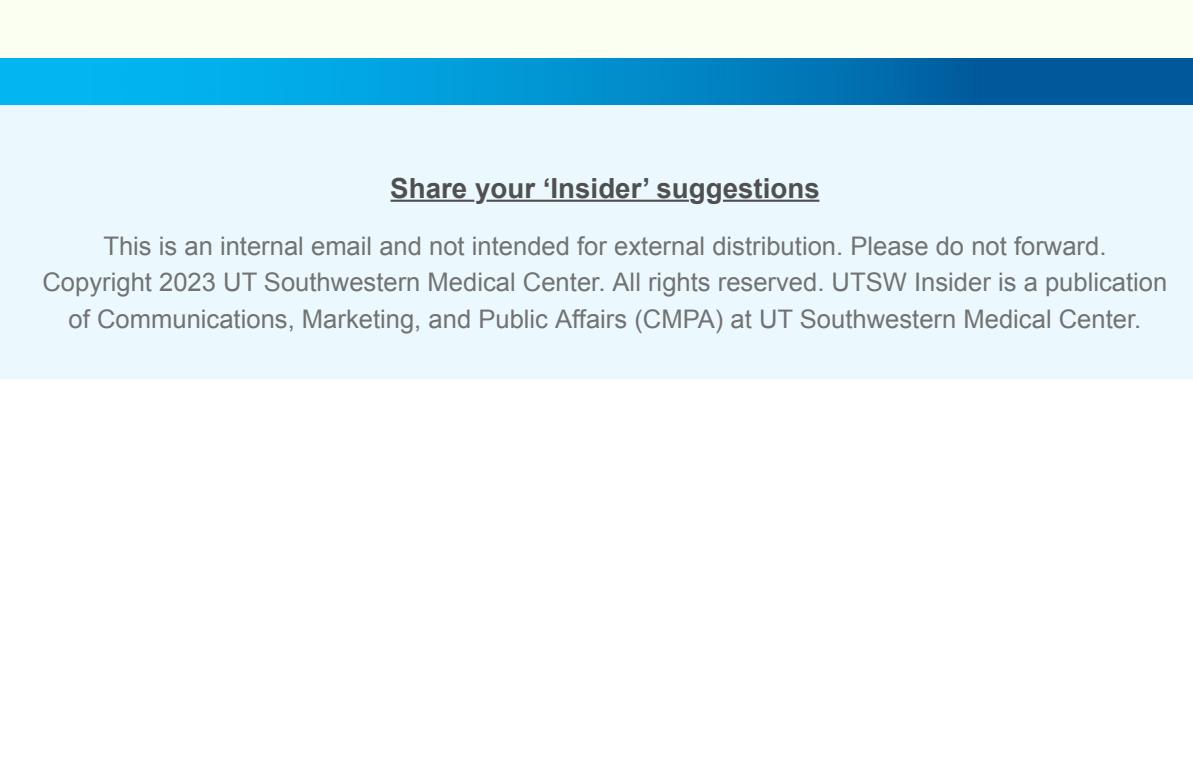 Share your ‘Insider’ suggestions
This is an internal email and not intended for external distribution. Please do not forward.
Copyright 2023 UT Southwestern Medical Center. All rights reserved. UTSW Insider is a publication
of Communications, Marketing, and Public Affairs (CMPA) at UT Southwestern Medical Center.